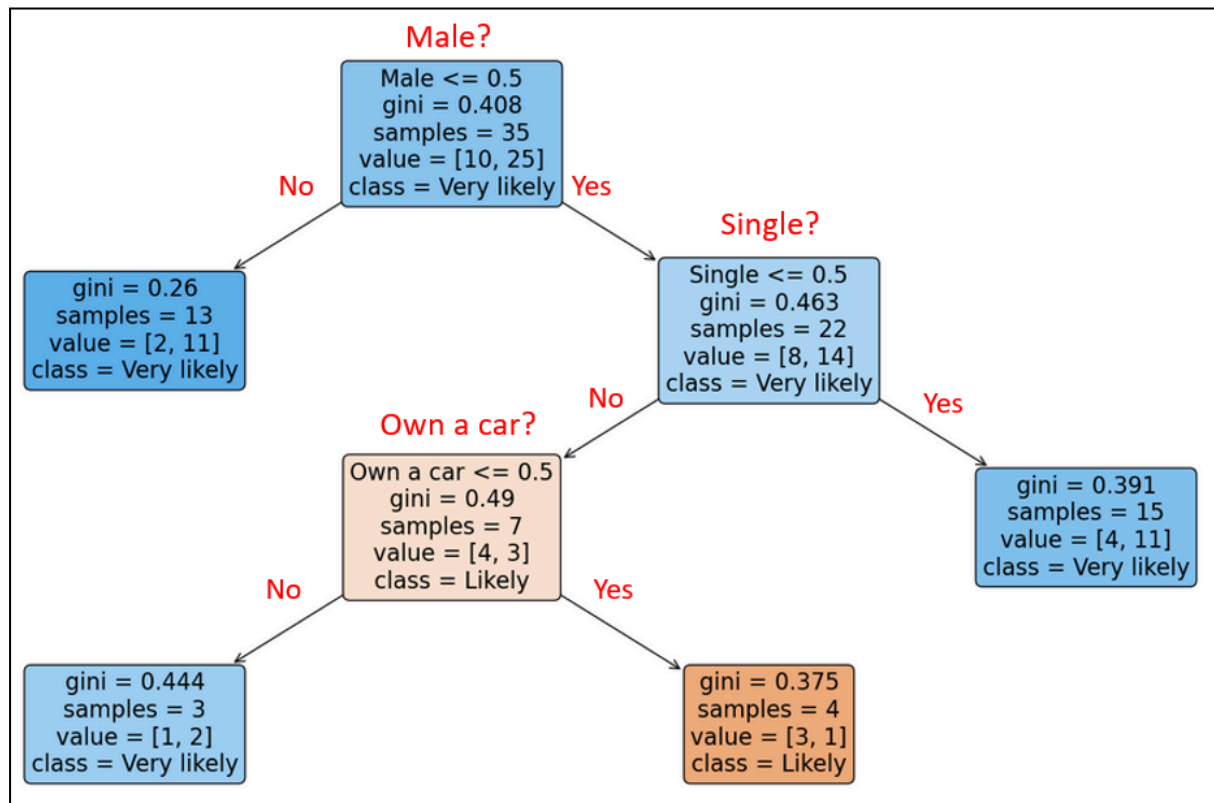 Male?
Male <= 0.5
gini = 0.408
samples = 35
value = [10, 25]
class = Very likely
No
Yes
gini = 0.26
samples = 13
value = [2, 11]
class = Very likely
Single?
Single <= 0.5
gini = 0.463
samples = 22
value = [8, 14]
class = Very likely
No
Yes
Own a car?
Own a car <= 0.5
gini = 0.49
samples = 7
value = [4, 3]
class = Likely
gini = 0.391
samples = 15
value = [4, 11]
class = Very likely
No
Yes
gini = 0.444
samples = 3
value = [1, 2]
class = Very likely
gini = 0.375
samples = 4
value = [3, 1]
class = Likely